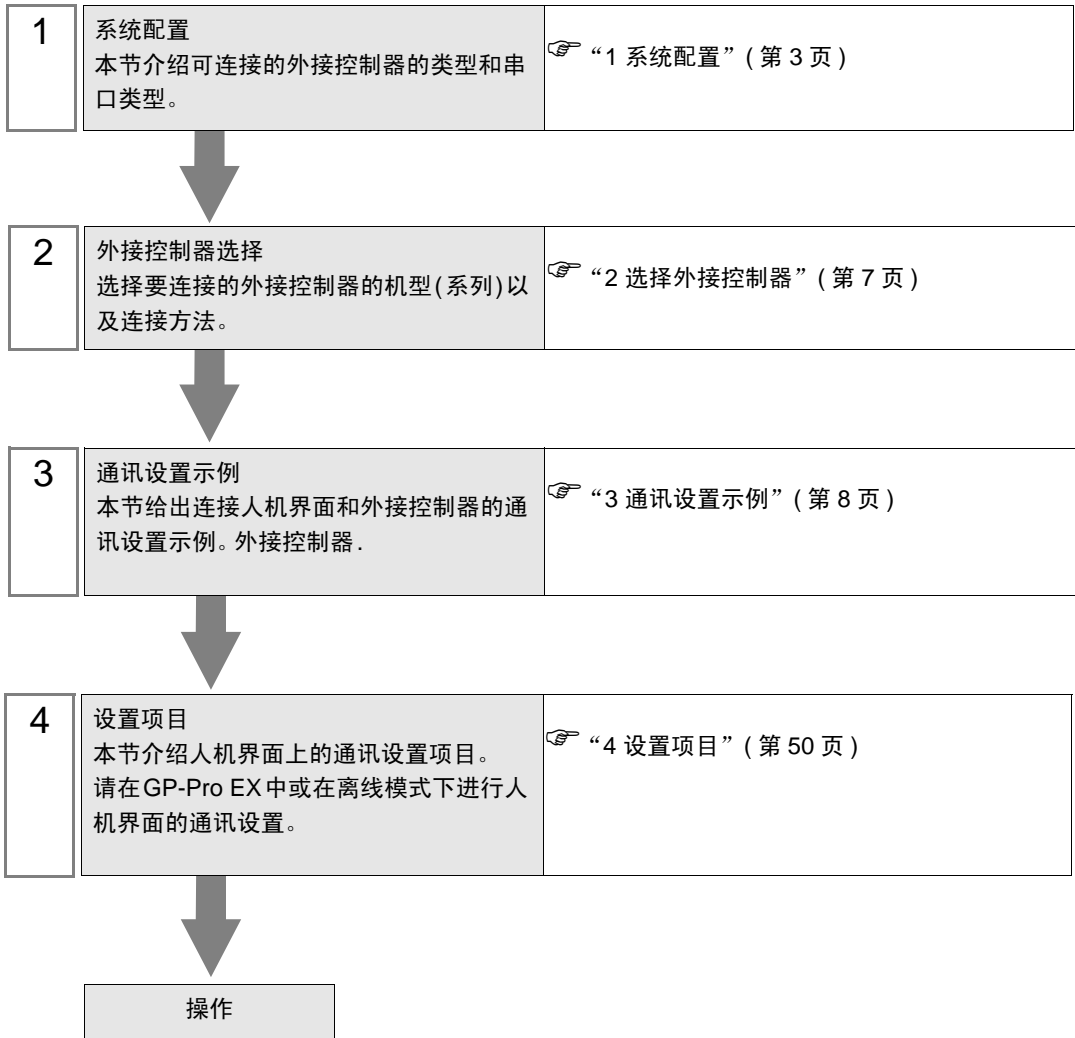 1
系统配置
本节介绍可连接的外接控制器的类型和串
口类型。
☞ “1 系统配置” ( 第 3 页 )
2
外接控制器选择
选择要连接的外接控制器的机型(系列)以
及连接方法。
☞ “2 选择外接控制器” ( 第 7 页 )
3
通讯设置示例
本节给出连接人机界面和外接控制器的通
讯设置示例。外接控制器.
☞ “3 通讯设置示例” ( 第 8 页 )
4
设置项目
本节介绍人机界面上的通讯设置项目。
请在GP-Pro EX中或在离线模式下进行人
机界面的通讯设置。
☞ “4 设置项目” ( 第 50 页 )
操作